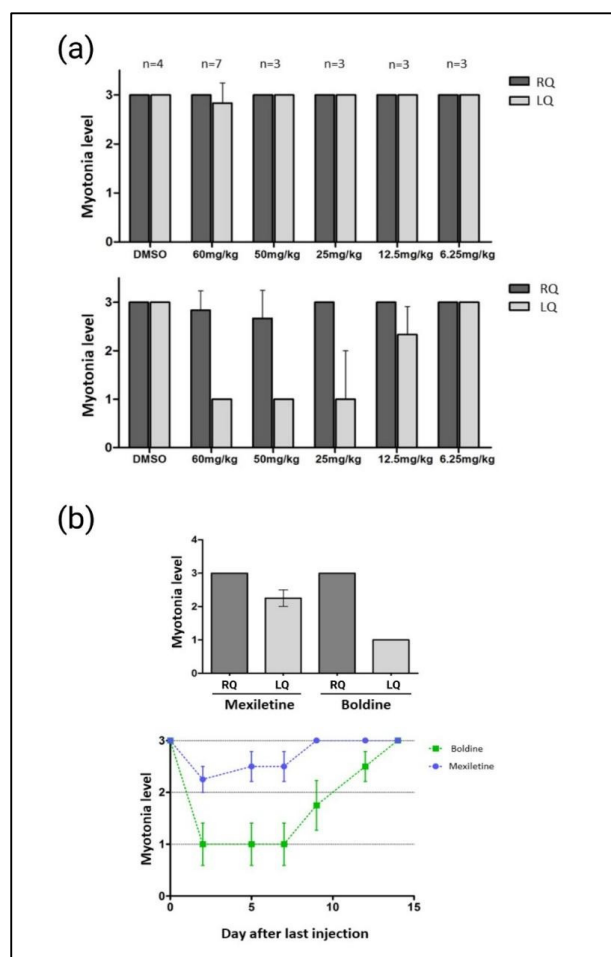 (a)
n=4 n=7 n=3 n=3 n=3 n=3
RQ
LQ
Myotonia level
3
2
1
0
DMSO 60mg/kg 50mg/kg 25mg/kg 12.5mg/kg 6.25mg/kg
RQ
LQ
Myotonia level
3
2
1
0
DMSO 60mg/kg 50mg/kg 25mg/kg 12.5mg/kg 6.25mg/kg
(b)
Myotonia level
4
3
2
1
0
RQ LQ RQ LQ
Mexiletine Boldine
Boldine
Mexiletine
Myotonia level
3
2
1
0
0 5 10 15
Day after last injection